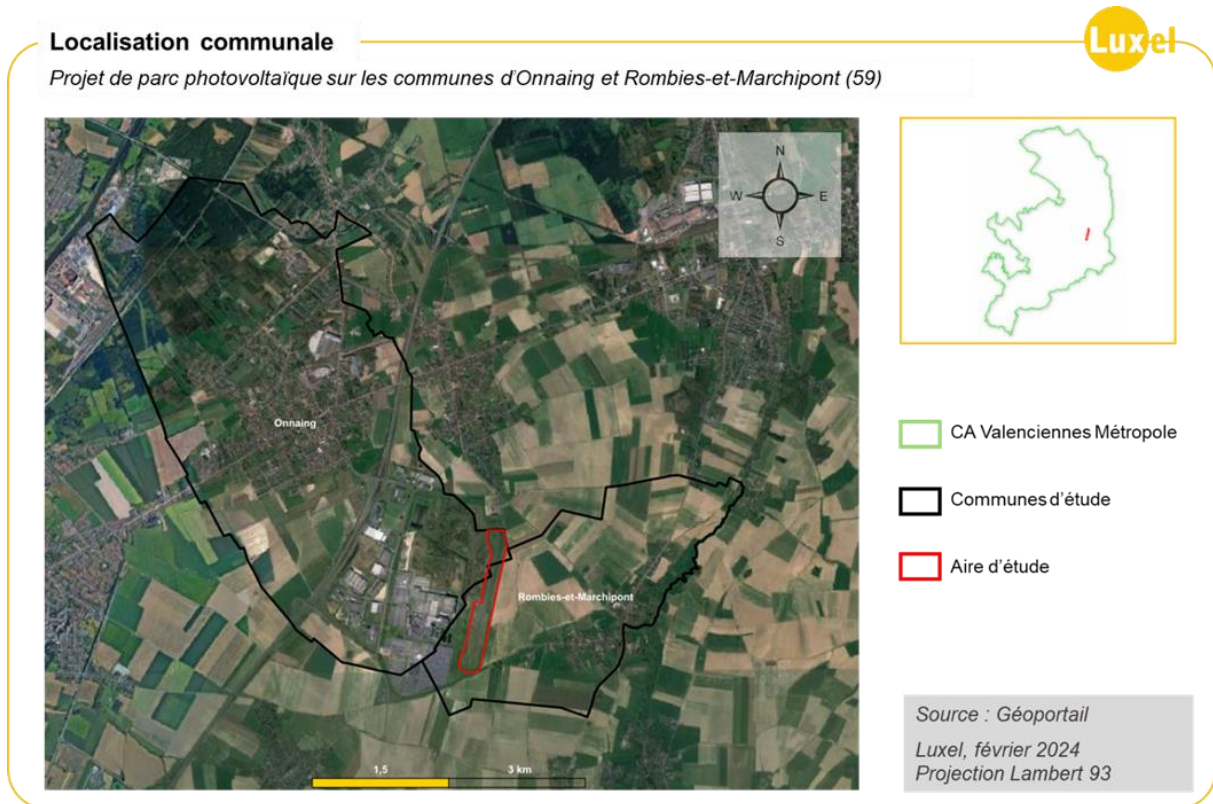 Localisation communale
Luxel
Projet de parc photovoltaïque sur les communes d'Onnaing et Rombies-et-Marchipont (59)
N
W E
S
Onnaing
Rombies-et-Marchipont
1,5 3 km
CA Valenciennes Métropole
Communes d'étude
Aire d'étude
Source : Géoportail
Luxel, février 2024
Projection Lambert 93